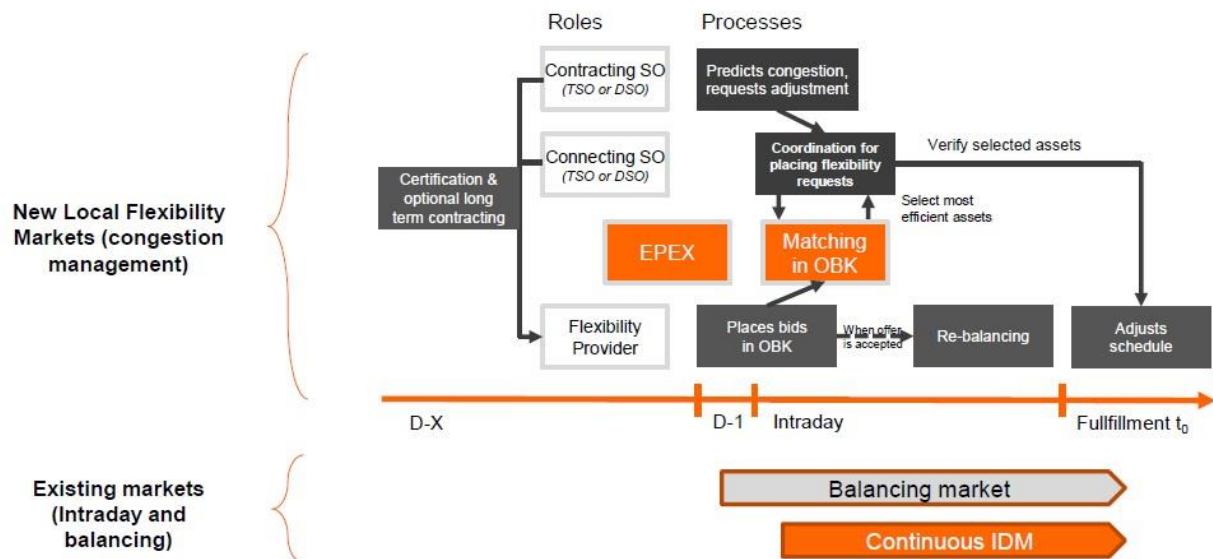 Roles
Processes
Contracting SO
(TSO or DSO)
Predicts congestion,
requests adjustment
Connecting SO
(TSO or DSO)
Coordination for
placing flexibility
requests
Verify selected assets
Certification &
optional long
term contracting
Select most
efficient assets
New Local Flexibility
Markets (congestion
management)
EPEX
Matching
in OBK
Flexibility
Provider
Places bids
in OBK
When offer
is accepted
Re-balancing
Adjusts
schedule
D-X
D-1
Intraday
Fullfillment t0
Existing markets
(Intraday and
balancing)
Balancing market
Continuous IDM